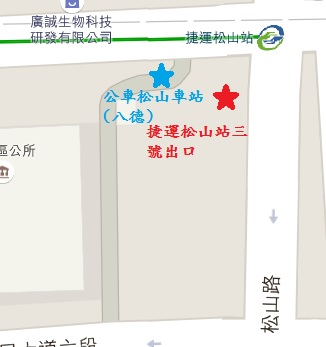 廣誠生物科技
研發有限公司
捷運松山站
公車松山車站
(八德)
捷運松山站三
號出口
區公所
松山路
六段